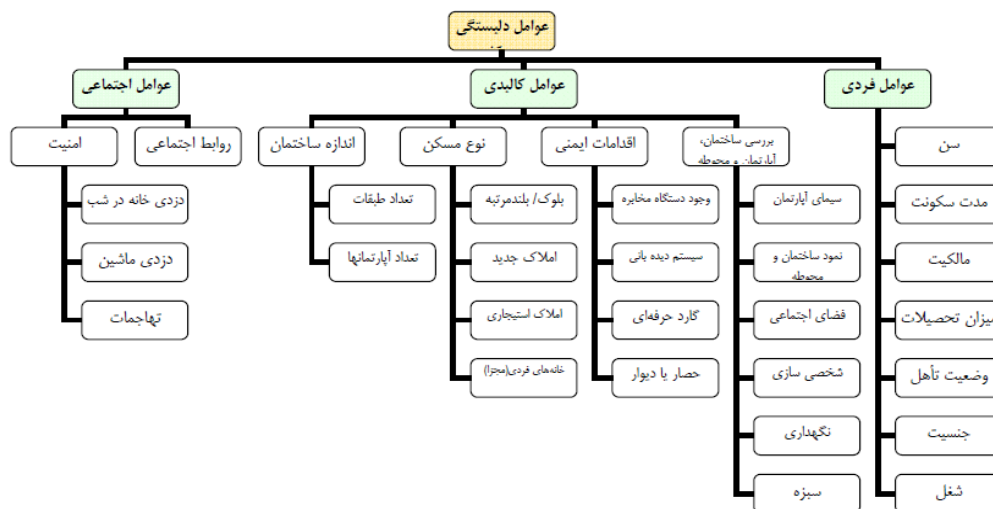 عوامل دلبستگی
عوامل فردی
عوامل کالبدی
عوامل اجتماعی
سن
مدت سکونت
مالکیت
میزان تحصیلات
وضعیت تأهل
جنسیت
شغل
بررسی ساختمان،
آپارتمان و محوطه
سیمای آپارتمان
نمود ساختمان و
محوطه
فضای اجتماعی
شخصی سازی
نگهداری
سبزه
اقدامات ایمنی
وجود دستگاه مخابره
سیستم دیده بانی
گارد حرفه‌ای
حصار یا دیوار
نوع مسکن
بلوک/ بلندمرتبه
املاک جدید
املاک استیجاری
خانه‌های فردی(مجزا)
اندازه ساختمان
تعداد طبقات
تعداد آپارتمانها
روابط اجتماعی
امنیت
دزدی خانه در شب
دزدی ماشین
تهاجمات